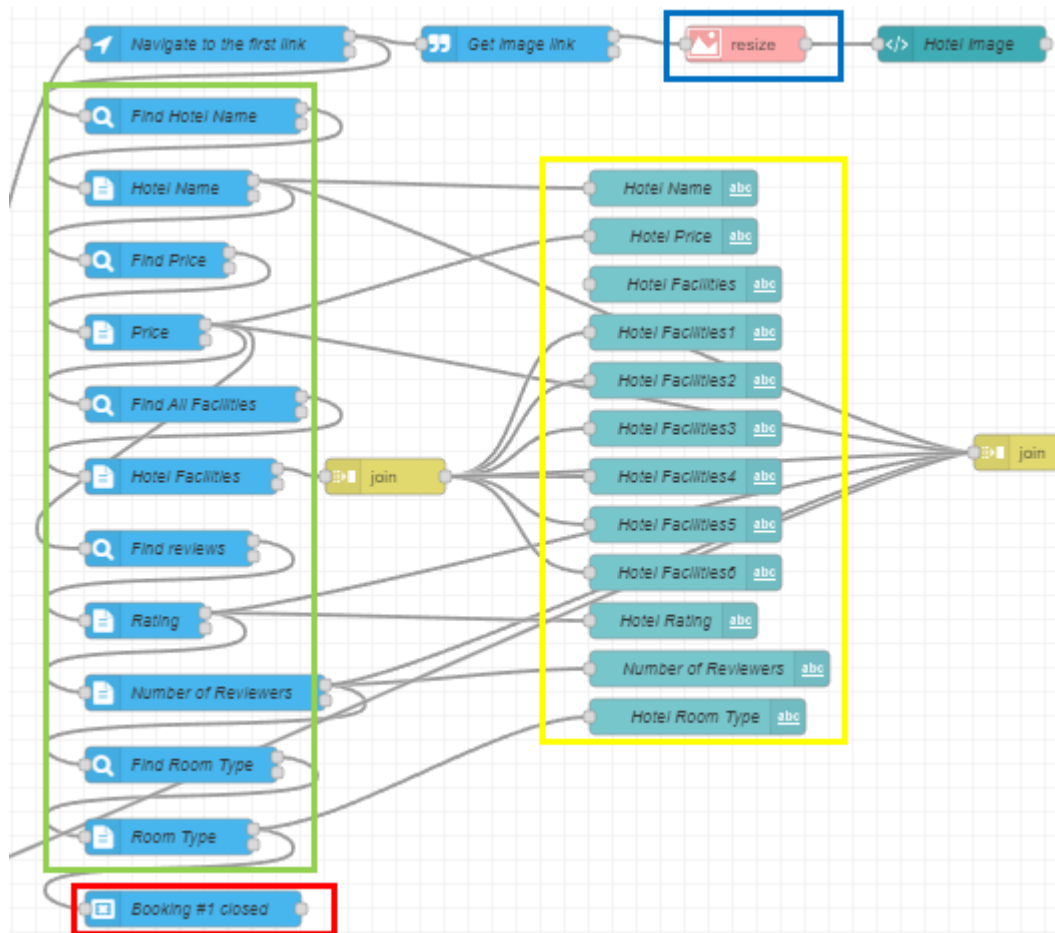 Navigate to the first link
Get Image link
resize
</> Hotel Image
Find Hotel Name
Hotel Name
Hotel Name abc
Hotel Price abc
Find Price
Hotel Facilities abc
Price
Hotel Facilities1 abc
Hotel Facilities2 abc
Find All Facilities
Hotel Facilities3 abc
Hotel Facilities
join
Hotel Facilities4 abc
join
Hotel Facilities5 abc
Find reviews
Hotel Facilities6 abc
Rating
Hotel Rating abc
Number of Reviewers
Number of Reviewers abc
Hotel Room Type abc
Find Room Type
Room Type
Booking #1 closed